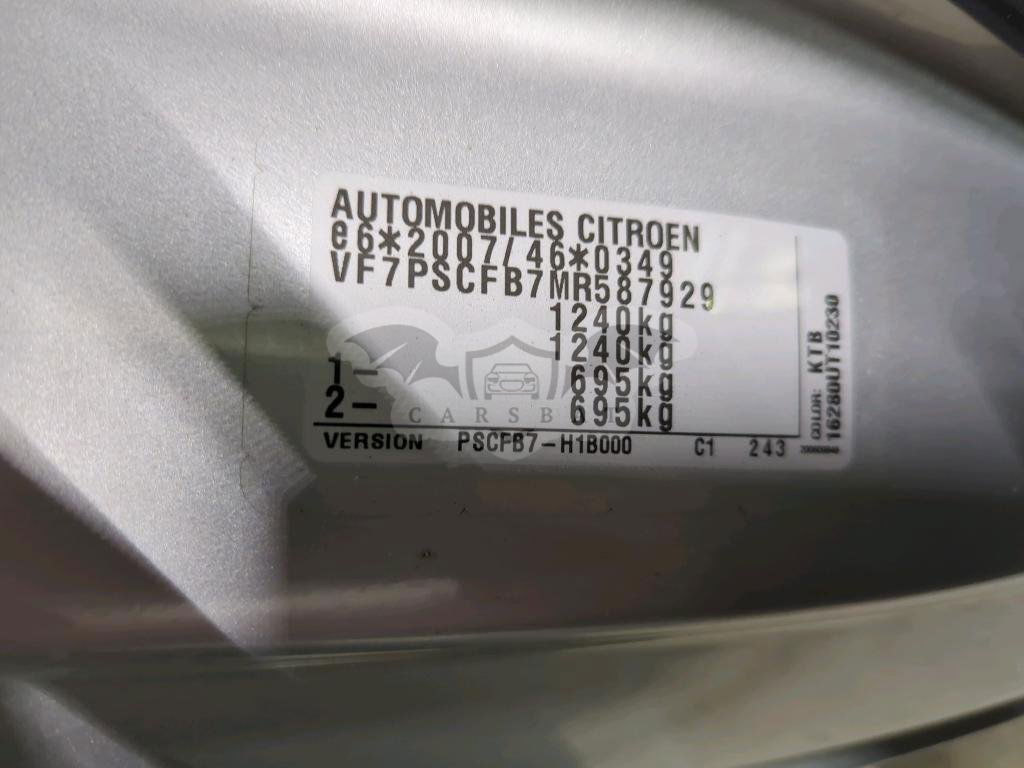 AUTOMOBILES CITROEN
e6*2007/46*0349
VF7PSCFB7MR587929
1240kg
1240kg
1- 695kg
2- 695kg
VERSION PSCFB7-H1B000 C1 243
COLOR: KTB
16280UT10230